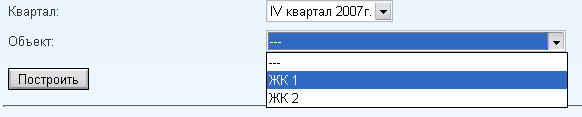 Квартал: IV квартал 2007г.
Объект: ---
---
ЖК 1
Построить
ЖК 2